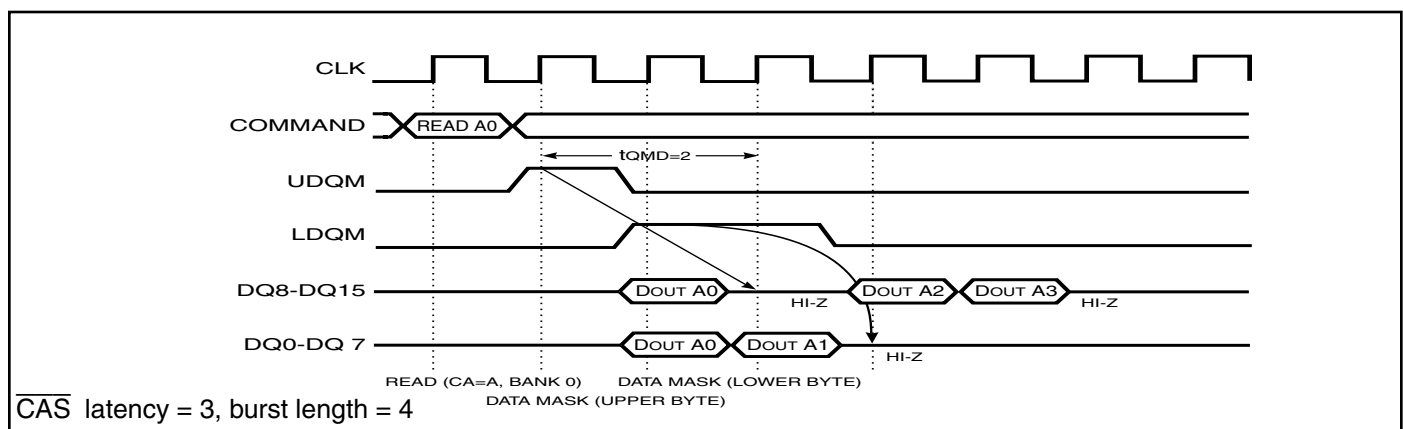 CLK
COMMAND
READ A0
tQMD=2
UDQM
LDQM
DQ8-DQ15
DOUT A0
HI-Z
DOUT A2
DOUT A3
HI-Z
DQ0-DQ 7
DOUT A0
DOUT A1
HI-Z
READ (CA=A, BANK 0)
DATA MASK (LOWER BYTE)
DATA MASK (UPPER BYTE)
CAS latency = 3, burst length = 4